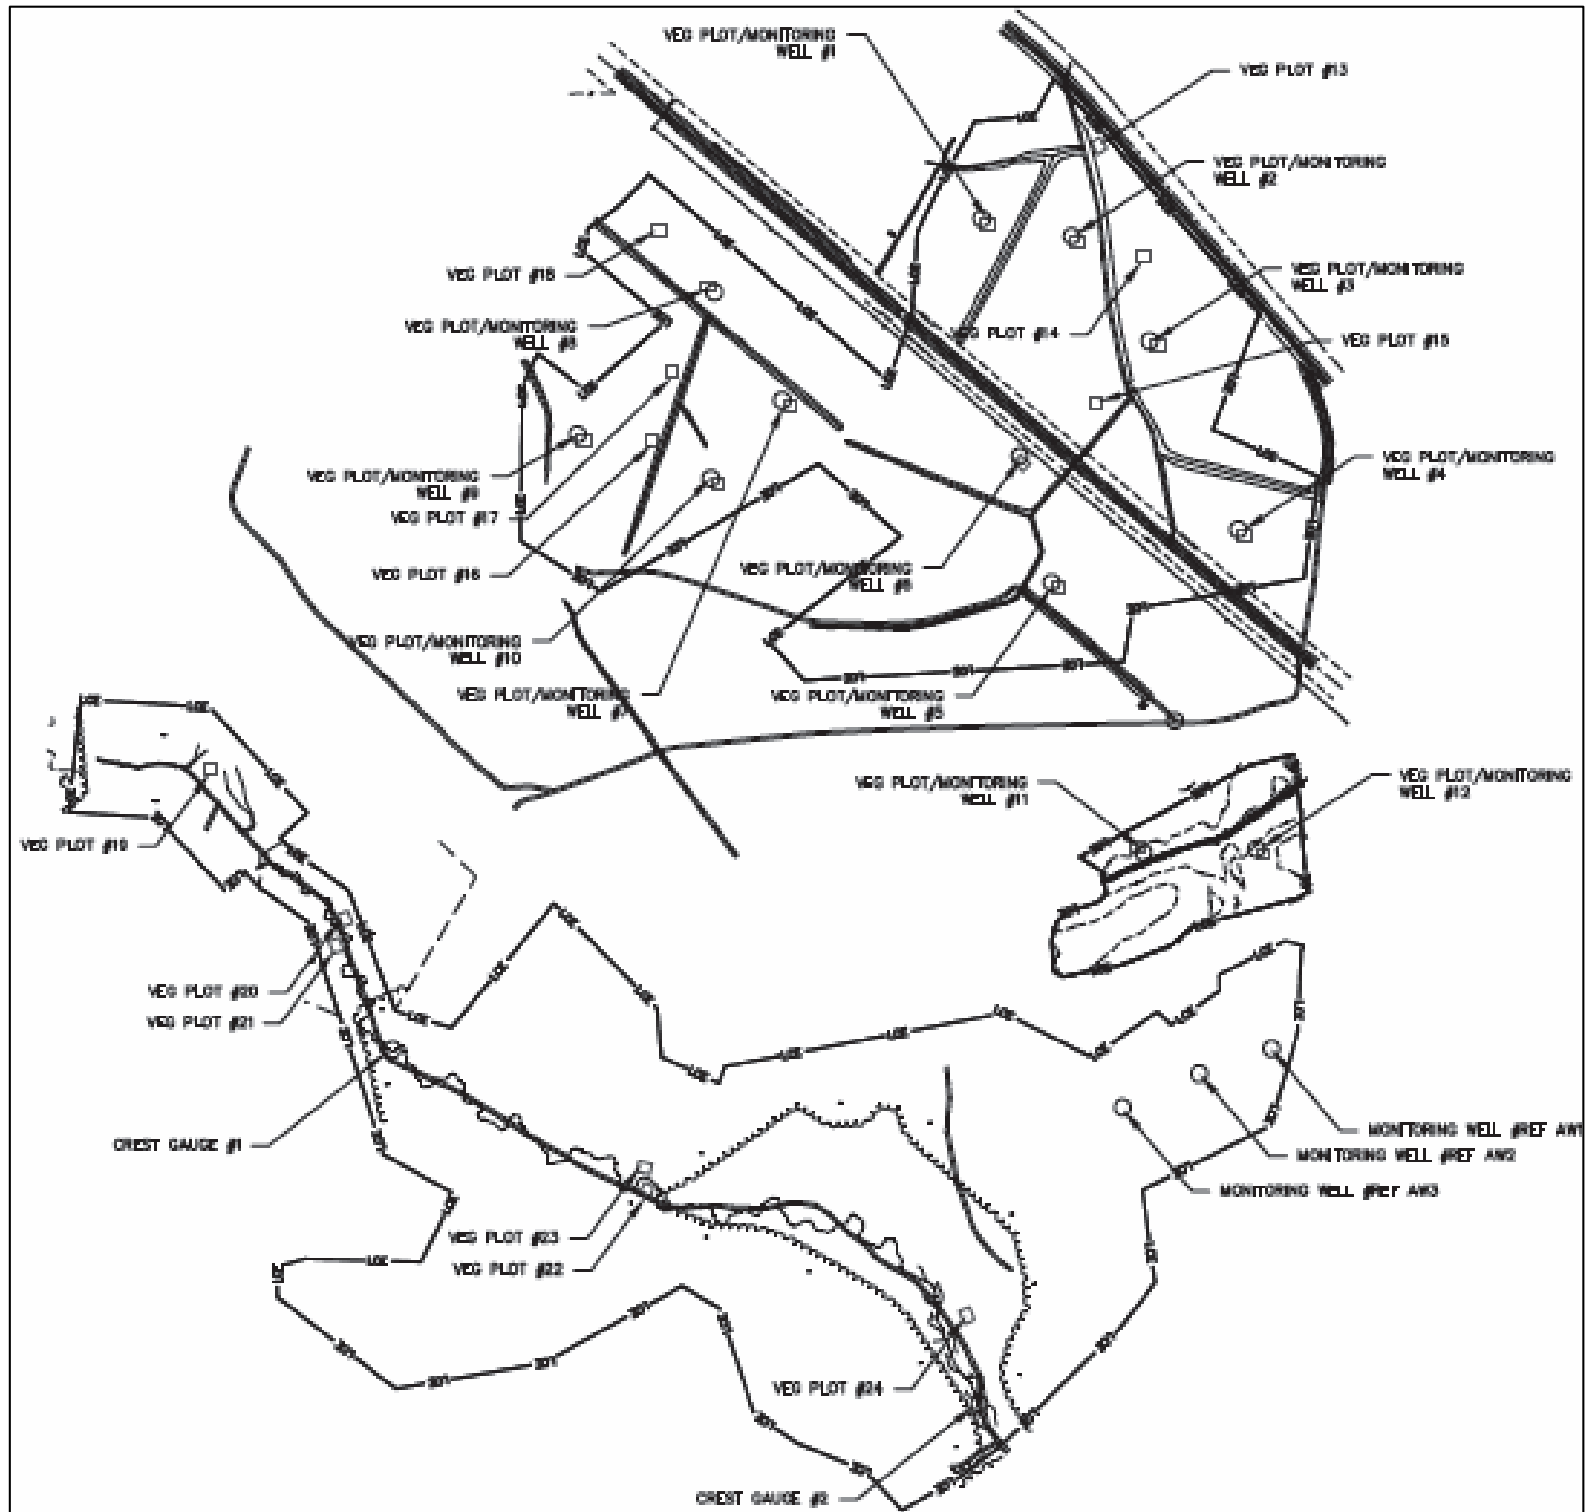 VEG PLOT/MONITORING
WELL #1
VEG PLOT #13
VEG PLOT/MONITORING
WELL #2
VEG PLOT #18
VEG PLOT/MONITORING
WELL #3
VEG PLOT/MONITORING
WELL #8
VEG PLOT #14
VEG PLOT #15
VEG PLOT/MONITORING
WELL #4
VEG PLOT/MONITORING
WELL #9
VEG PLOT #17
VEG PLOT #16
VEG PLOT/MONITORING
WELL #6
VEG PLOT/MONITORING
WELL #10
VEG PLOT/MONITORING
WELL #7
VEG PLOT/MONITORING
WELL #5
VEG PLOT/MONITORING
WELL #11
VEG PLOT/MONITORING
WELL #12
VEG PLOT #19
VEG PLOT #20
VEG PLOT #21
CREST GAUGE #1
MONITORING WELL #REF AW1
MONITORING WELL #REF AW2
MONITORING WELL #REF AW3
VEG PLOT #23
VEG PLOT #22
VEG PLOT #24
CREST GAUGE #2